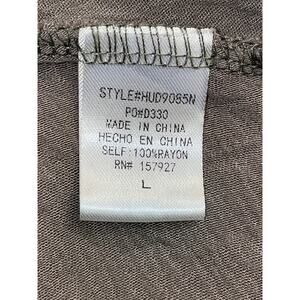 STYLE#HUD9085N
PO#D330
MADE IN CHINA
HECHO EN CHINA
SELF:100%RAYON
RN# 157927
L